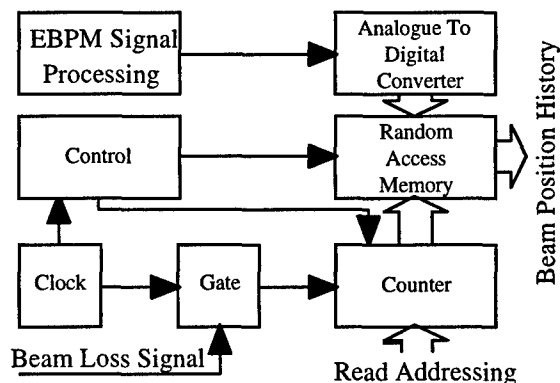 EBPM Signal
Processing
Analogue To
Digital
Converter
Control
Random
Access
Memory
Beam Position History
Clock
Gate
Counter
Beam Loss Signal
Read Addressing